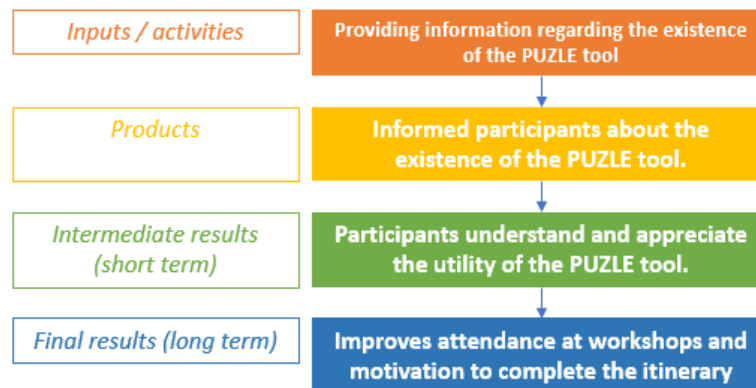 Inputs / activities
Providing information regarding the existence
of the PUZLE tool
Products
Informed participants about the
existence of the PUZLE tool.
Intermediate results
(short term)
Participants understand and appreciate
the utility of the PUZLE tool.
Final results (long term)
Improves attendance at workshops and
motivation to complete the itinerary